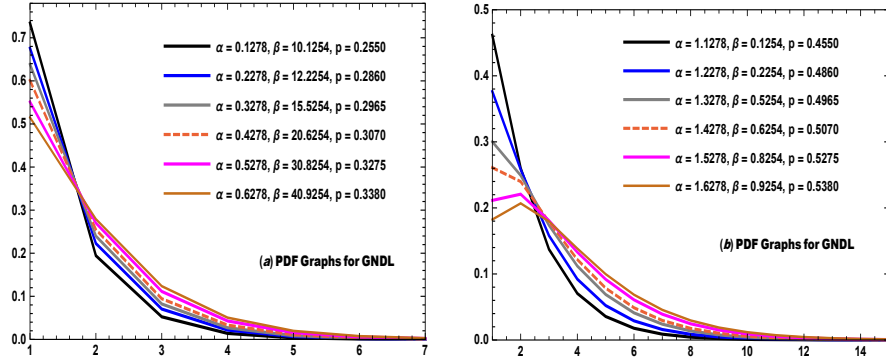 0.7
0.6
0.5
0.4
0.3
0.2
0.1
0.0
α = 0.1278, β = 10.1254, p = 0.2550
α = 0.2278, β = 12.2254, p = 0.2860
α = 0.3278, β = 15.5254, p = 0.2965
α = 0.4278, β = 20.6254, p = 0.3070
α = 0.5278, β = 30.8254, p = 0.3275
α = 0.6278, β = 40.9254, p = 0.3380
(a) PDF Graphs for GNDL
1 2 3 4 5 6 7
0.5
0.4
0.3
0.2
0.1
0.0
α = 1.1278, β = 0.1254, p = 0.4550
α = 1.2278, β = 0.2254, p = 0.4860
α = 1.3278, β = 0.5254, p = 0.4965
α = 1.4278, β = 0.6254, p = 0.5070
α = 1.5278, β = 0.8254, p = 0.5275
α = 1.6278, β = 0.9254, p = 0.5380
(b) PDF Graphs for GNDL
2 4 6 8 10 12 14